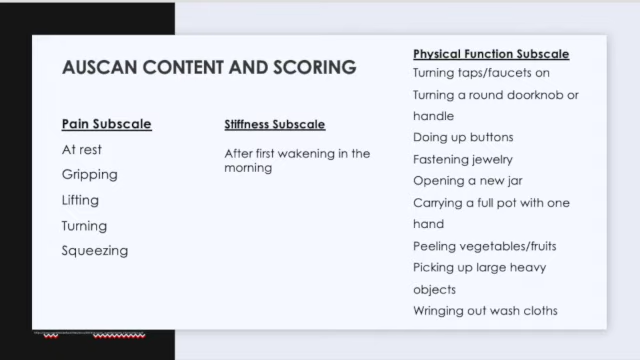 AUSCAN CONTENT AND SCORING
Pain Subscale
At rest
Gripping
Lifting
Turning
Squeezing
Stiffness Subscale
After first wakening in the
morning
Physical Function Subscale
Turning taps/faucets on
Turning a round doorknob or
handle
Doing up buttons
Fastening jewelry
Opening a new jar
Carrying a full pot with one
hand
Peeling vegetables/fruits
Picking up large heavy
objects
Wringing out wash cloths